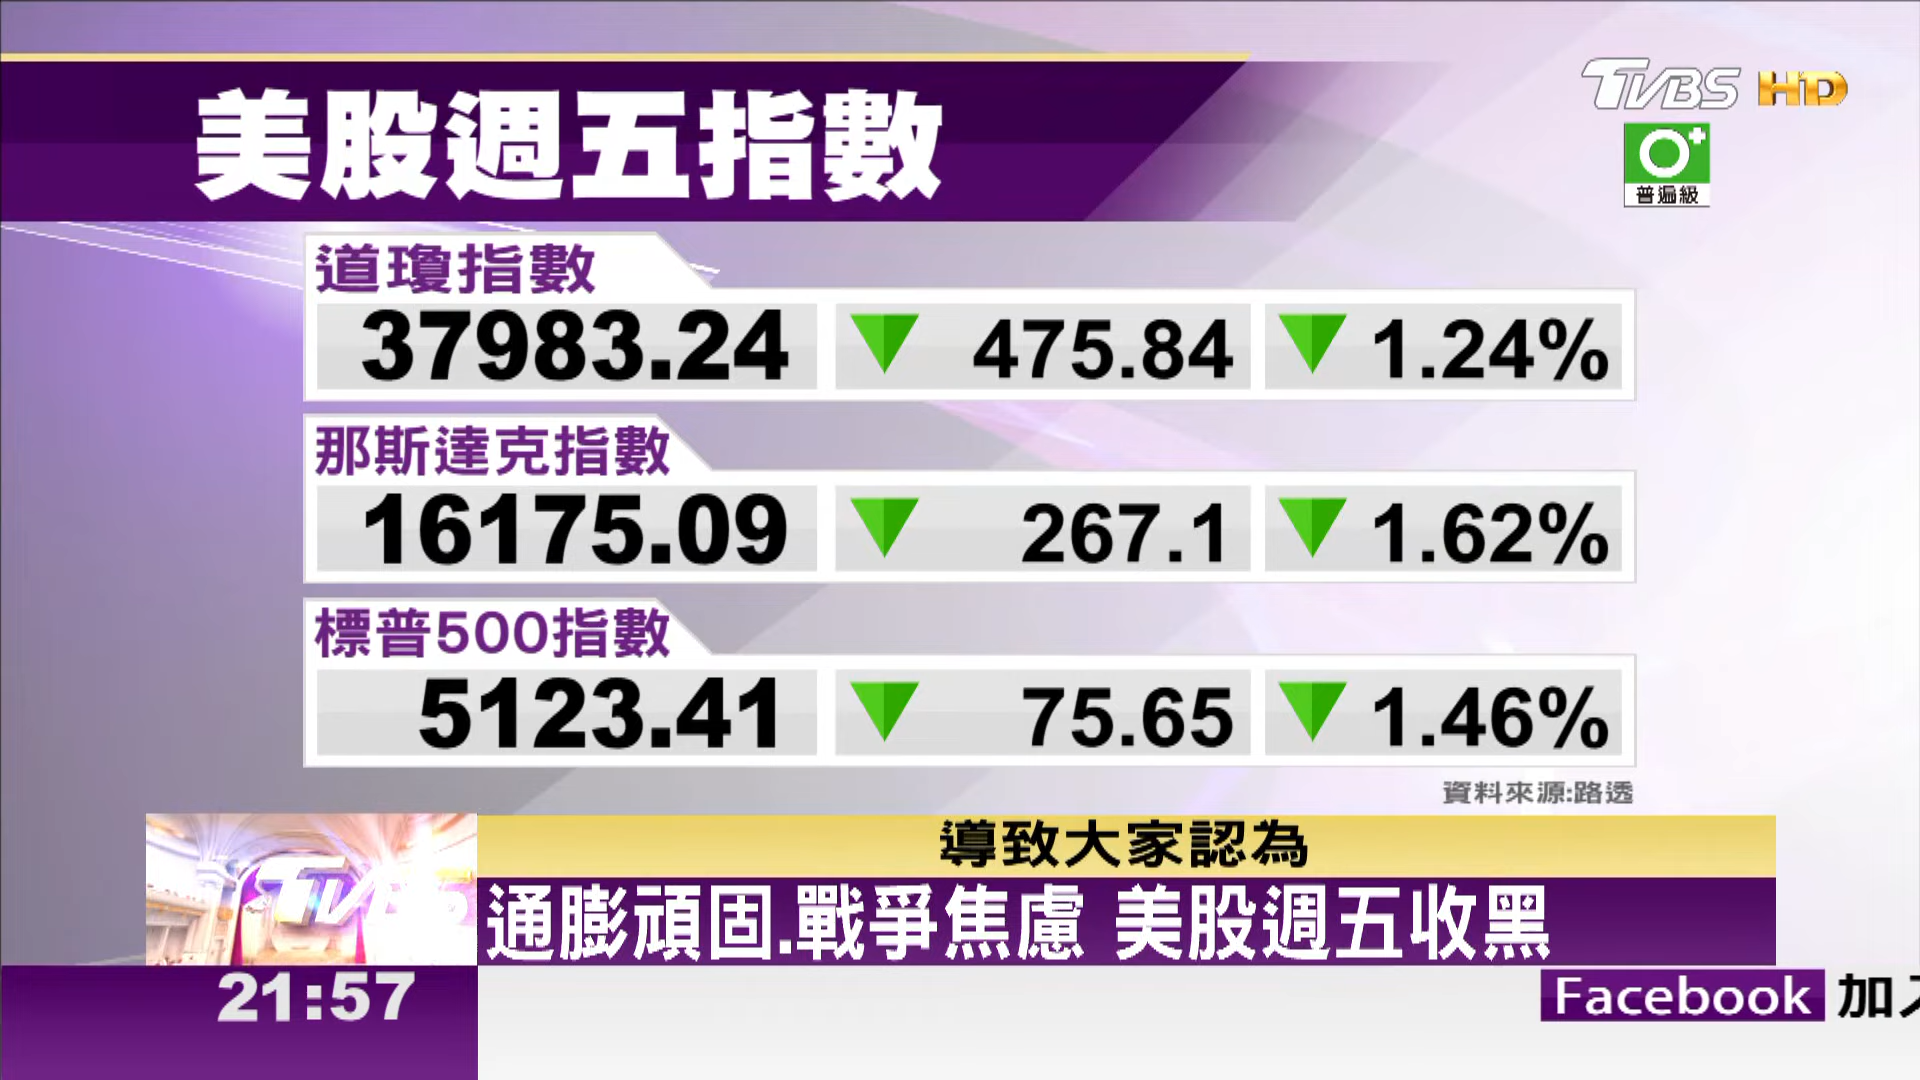 美股週五指數
TVBS HD
普遍級
道瓊指數
37983.24 ▼ 475.84 ▼ 1.24%
那斯達克指數
16175.09 ▼ 267.1 ▼ 1.62%
標普500指數
5123.41 ▼ 75.65 ▼ 1.46%
資料來源:路透
導致大家認為
TVBS
通膨頑固.戰爭焦慮 美股週五收黑
21:57
Facebook 加入